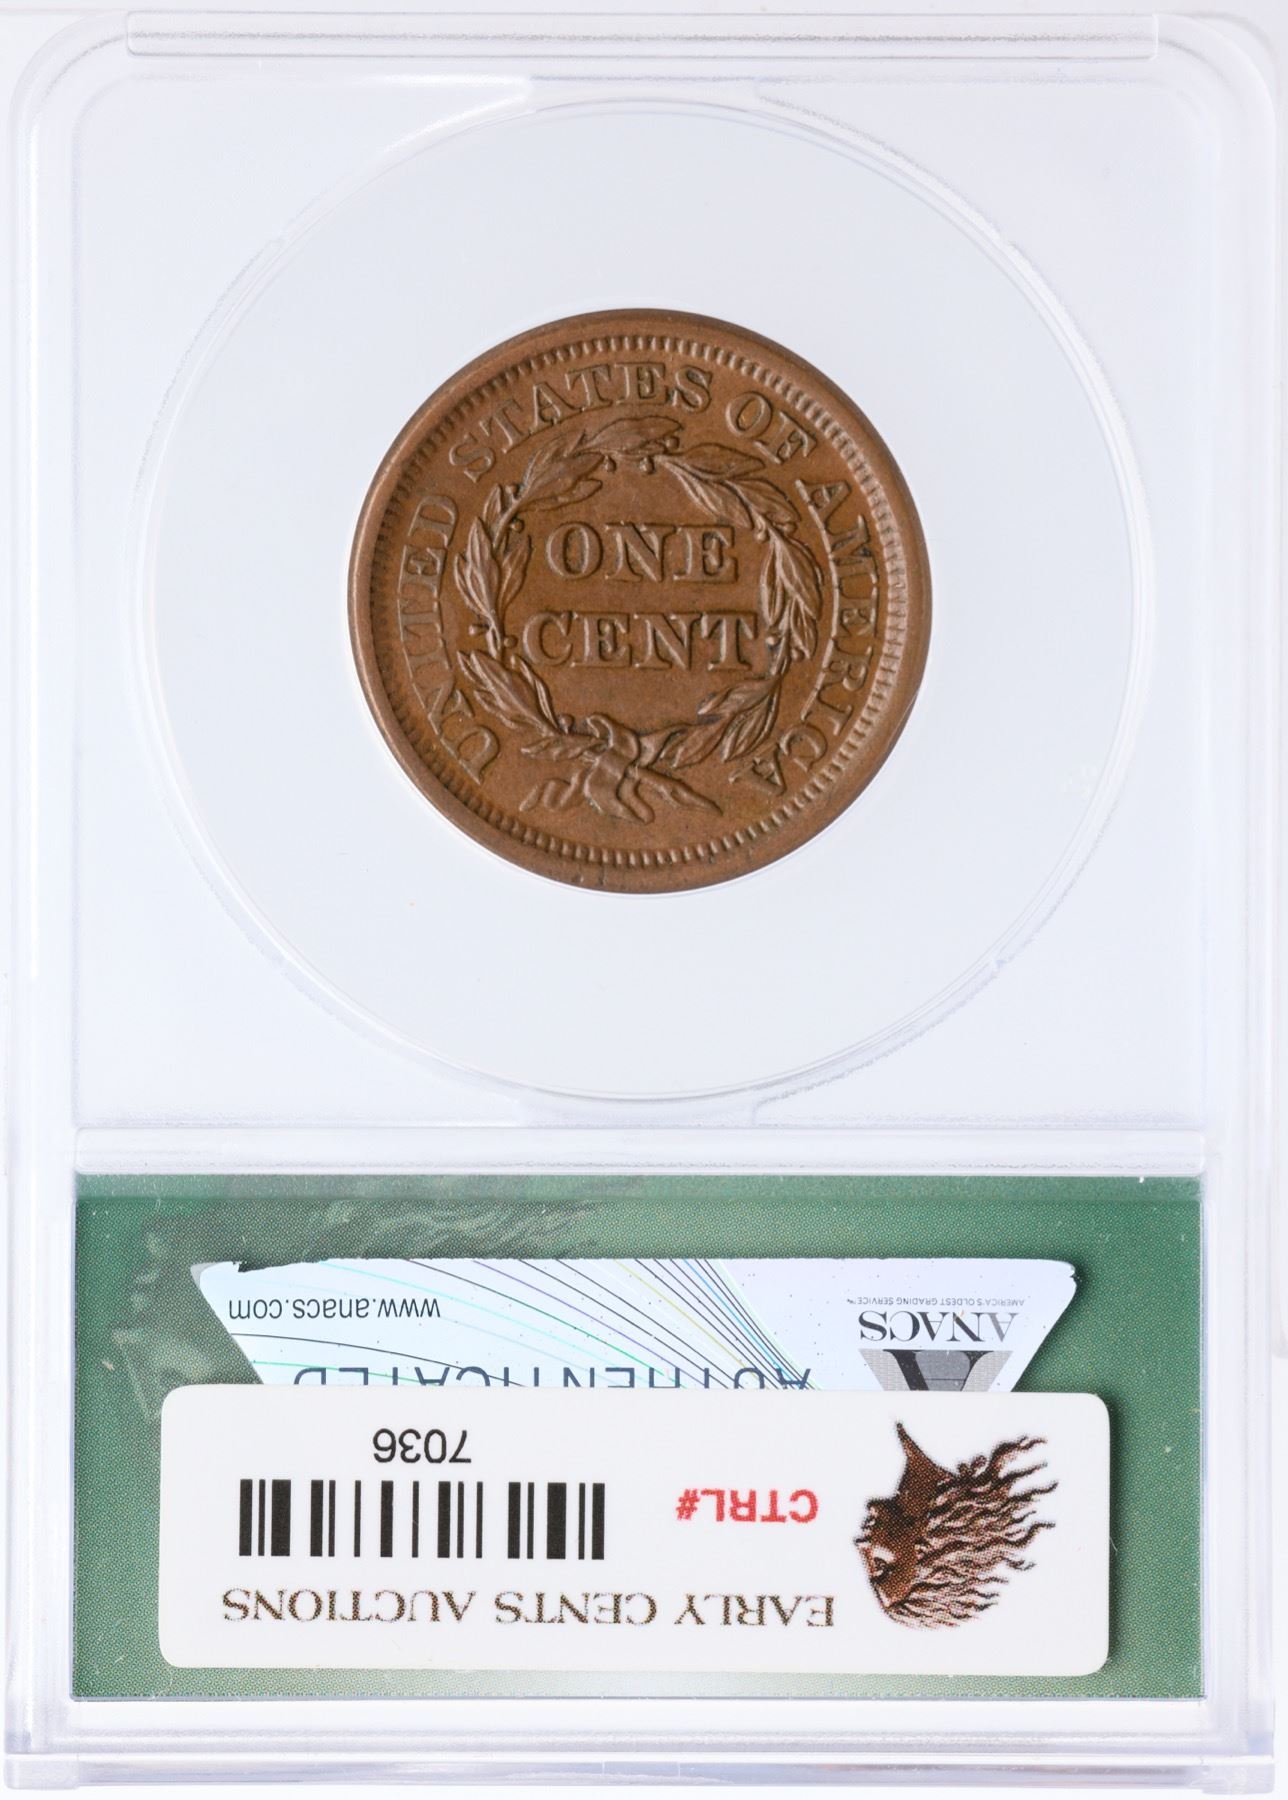 UNITED STATES OF AMERICA
ONE
CENT
ANACS
AMERICA'S OLDEST GRADING SERVICE™
www.anacs.com
AUTHENTICATED
EARLY CENTS AUCTIONS
CTRL#
7036